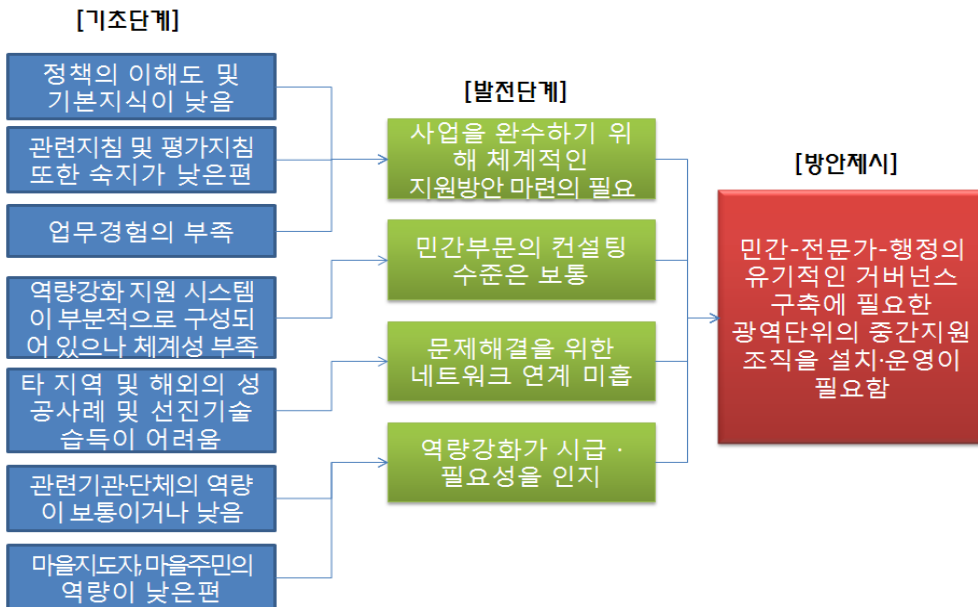 [기초단계]
정책의 이해도 및
기본지식이 낮음
관련지침 및 평가지침
또한 숙지가 낮은편
업무경험의 부족
역량강화 지원 시스템
이 부분적으로 구성되
어 있으나 체계성 부족
타 지역 및 해외의 성
공사례 및 선진기술
습득이 어려움
관련기관·단체의 역량
이 보통이거나 낮음
마을지도자,마을주민의
역량이 낮은편
[발전단계]
사업을 완수하기 위
해 체계적인
지원방안 마련의 필요
민간부문의 컨설팅
수준은 보통
문제해결을 위한
네트워크 연계 미흡
역량강화가 시급 ·
필요성을 인지
[방안제시]
민간-전문가-행정의
유기적인 거버넌스
구축에 필요한
광역단위의 중간지원
조직을 설치·운영이
필요함